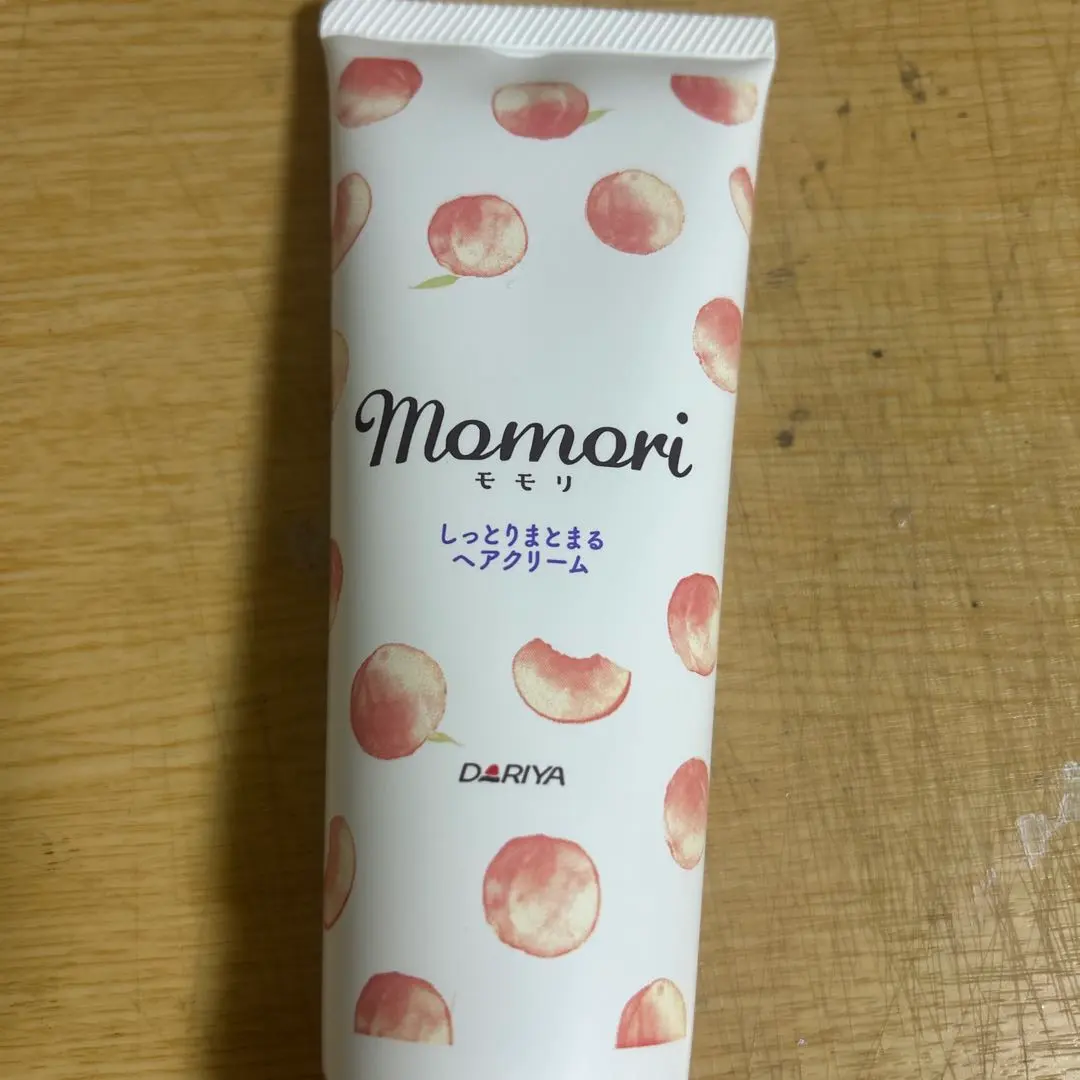 momori
モモリ
しっとりまとまる
ヘアクリーム
DARIYA